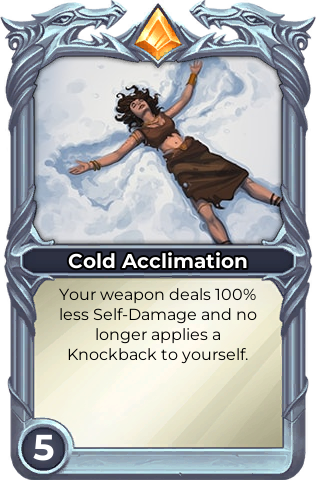 Cold Acclimation
Your weapon deals 100%
less Self-Damage and no
longer applies a
Knockback to yourself.
5